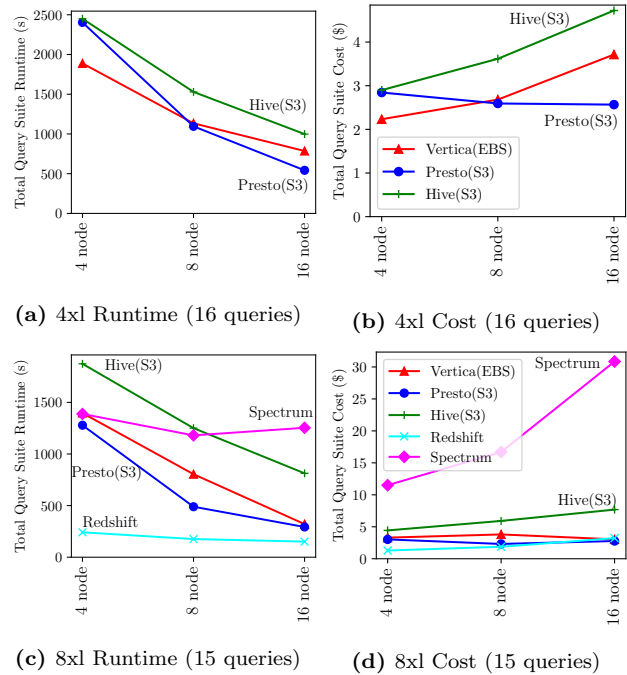 Total Query Suite Runtime (s)
2500
2000
1500
1000
500
0
Hive(S3)
Presto(S3)
4 node
8 node
16 node
(a) 4xl Runtime (16 queries)
Total Query Suite Cost ($)
4
2
0
Hive(S3)
Presto(S3)
Vertica(EBS)
Presto(S3)
Hive(S3)
4 node
8 node
16 node
(b) 4xl Cost (16 queries)
Total Query Suite Runtime (s)
1500
1000
500
0
Hive(S3)
Spectrum
Presto(S3)
Redshift
4 node
8 node
16 node
(c) 8xl Runtime (15 queries)
Total Query Suite Cost ($)
30
25
20
15
10
5
0
Vertica(EBS)
Presto(S3)
Hive(S3)
Redshift
Spectrum
Spectrum
Hive(S3)
4 node
8 node
16 node
(d) 8xl Cost (15 queries)